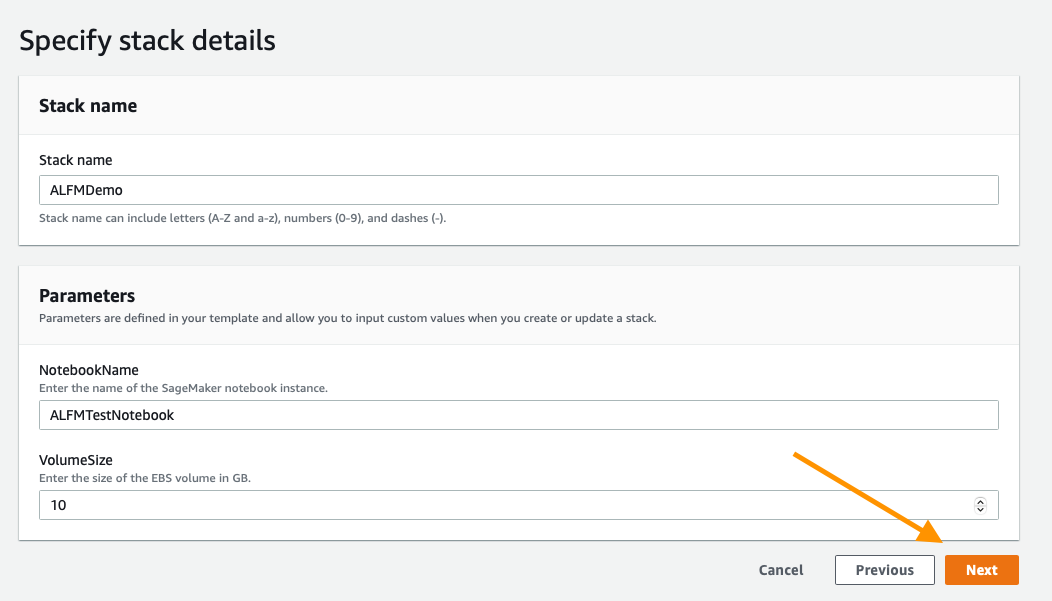 Specify stack details
Stack name
Stack name
ALFMDemo
Stack name can include letters (A-Z and a-z), numbers (0-9), and dashes (-).
Parameters
Parameters are defined in your template and allow you to input custom values when you create or update a stack.
NotebookName
Enter the name of the SageMaker notebook instance.
ALFMTestNotebook
VolumeSize
Enter the size of the EBS volume in GB.
10
Cancel Previous Next